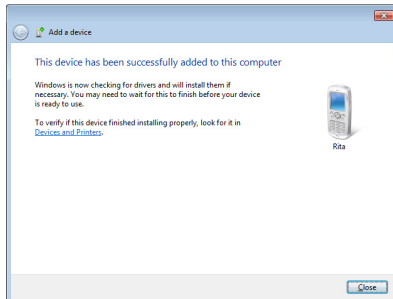 Add a device
This device has been successfully added to this computer
Windows is now checking for drivers and will install them if
necessary. You may need to wait for this to finish before your device
is ready to use.
To verify if this device finished installing properly, look for it in
Devices and Printers.
Rita
Close